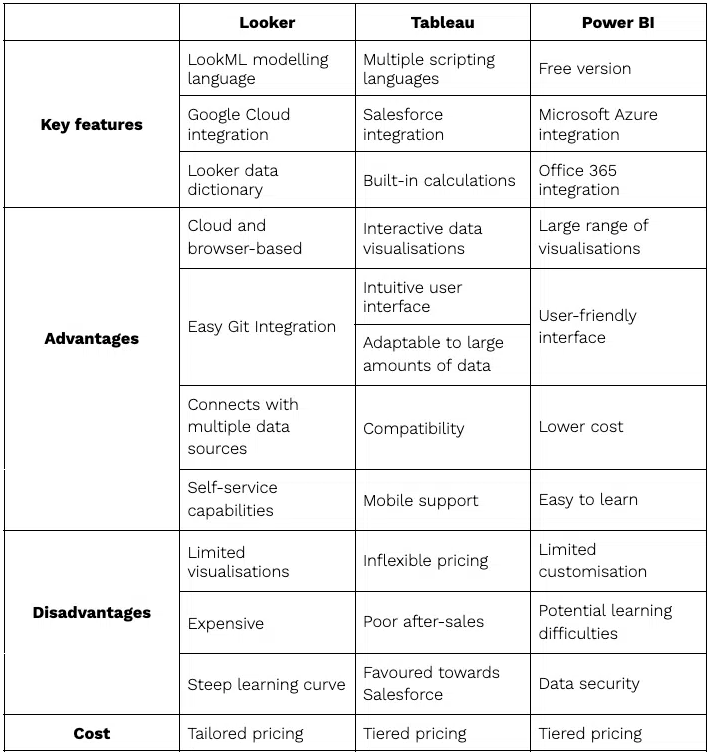 Looker Tableau Power BI
Key features
LookML modelling
language
Multiple scripting
languages
Free version
Google Cloud
integration
Salesforce
integration
Microsoft Azure
integration
Looker data
dictionary
Built-in calculations
Office 365
integration
Advantages
Cloud and
browser-based
Interactive data
visualisations
Large range of
visualisations
Easy Git Integration
Intuitive user
interface
Adaptable to large
amounts of data
User-friendly
interface
Connects with
multiple data
sources
Compatibility
Lower cost
Self-service
capabilities
Mobile support
Easy to learn
Disadvantages
Limited
visualisations
Inflexible pricing
Limited
customisation
Expensive
Poor after-sales
Potential learning
difficulties
Steep learning curve
Favoured towards
Salesforce
Data security
Cost
Tailored pricing
Tiered pricing
Tiered pricing